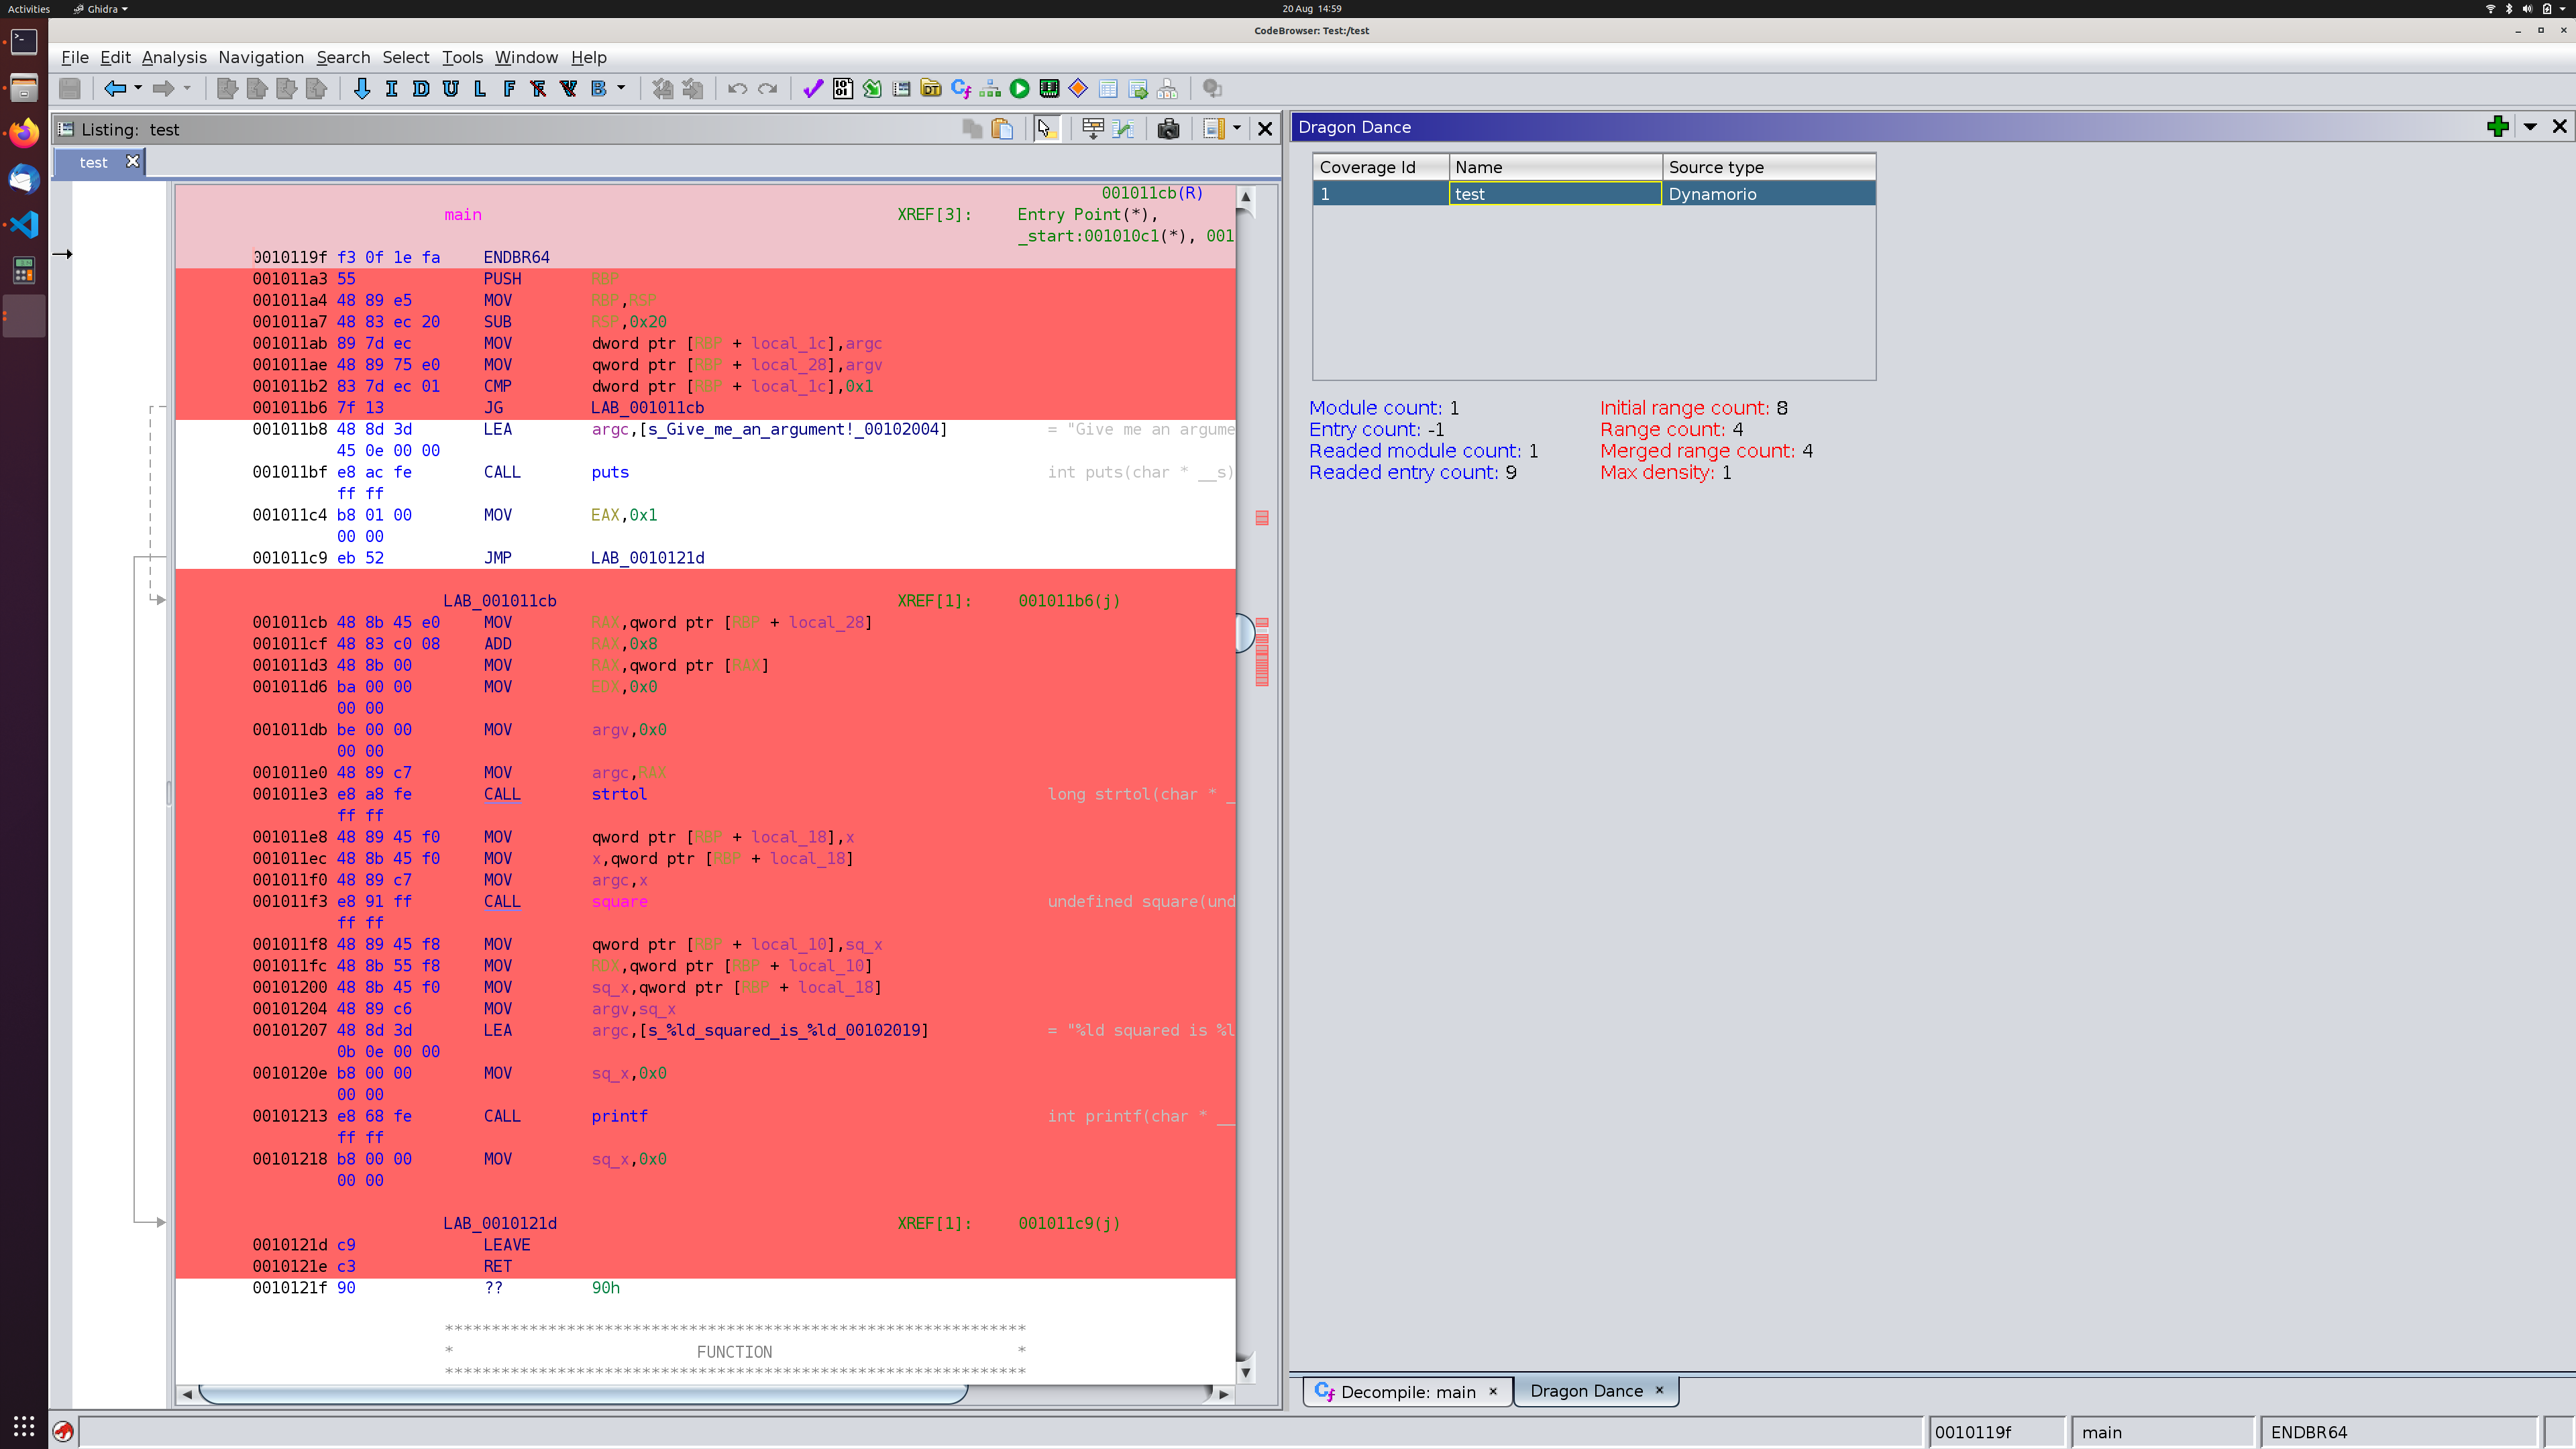 Activities Ghidra 20 Aug 14:59
CodeBrowser: Test:/test
File Edit Analysis Navigation Search Select Tools Window Help
I D U L F F V B DT
Listing: test
test
001011cb(R)
main XREF[3]: Entry Point(*),
_start:001010c1(*), 001
0010119f f3 0f 1e fa ENDBR64
001011a3 55 PUSH RBP
001011a4 48 89 e5 MOV RBP,RSP
001011a7 48 83 ec 20 SUB RSP,0x20
001011ab 89 7d ec MOV dword ptr [RBP + local_1c],argc
001011ae 48 89 75 e0 MOV qword ptr [RBP + local_28],argv
001011b2 83 7d ec 01 CMP dword ptr [RBP + local_1c],0x1
001011b6 7f 13 JG LAB_001011cb
001011b8 48 8d 3d LEA argc,[s_Give_me_an_argument!_00102004] = "Give me an argume
45 0e 00 00
001011bf e8 ac fe CALL puts int puts(char * __s)
ff ff
001011c4 b8 01 00 MOV EAX,0x1
00 00
001011c9 eb 52 JMP LAB_0010121d
LAB_001011cb XREF[1]: 001011b6(j)
001011cb 48 8b 45 e0 MOV RAX,qword ptr [RBP + local_28]
001011cf 48 83 c0 08 ADD RAX,0x8
001011d3 48 8b 00 MOV RAX,qword ptr [RAX]
001011d6 ba 00 00 MOV EDX,0x0
00 00
001011db be 00 00 MOV argv,0x0
00 00
001011e0 48 89 c7 MOV argc,RAX
001011e3 e8 a8 fe CALL strtol long strtol(char * _
ff ff
001011e8 48 89 45 f0 MOV qword ptr [RBP + local_18],x
001011ec 48 8b 45 f0 MOV x,qword ptr [RBP + local_18]
001011f0 48 89 c7 MOV argc,x
001011f3 e8 91 ff CALL square undefined square(und
ff ff
001011f8 48 89 45 f8 MOV qword ptr [RBP + local_10],sq_x
001011fc 48 8b 55 f8 MOV RDX,qword ptr [RBP + local_10]
00101200 48 8b 45 f0 MOV sq_x,qword ptr [RBP + local_18]
00101204 48 89 c6 MOV argv,sq_x
00101207 48 8d 3d LEA argc,[s_%ld_squared_is_%ld_00102019] = "%ld squared is %l
0b 0e 00 00
0010120e b8 00 00 MOV sq_x,0x0
00 00
00101213 e8 68 fe CALL printf int printf(char * __
ff ff
00101218 b8 00 00 MOV sq_x,0x0
00 00
LAB_0010121d XREF[1]: 001011c9(j)
0010121d c9 LEAVE
0010121e c3 RET
0010121f 90 ?? 90h
**************************************************************
* FUNCTION *
**************************************************************
Dragon Dance
Coverage Id Name Source type
1 test Dynamorio
Module count: 1 Initial range count: 8
Entry count: -1 Range count: 4
Readed module count: 1 Merged range count: 4
Readed entry count: 9 Max density: 1
Decompile: main Dragon Dance
0010119f main ENDBR64